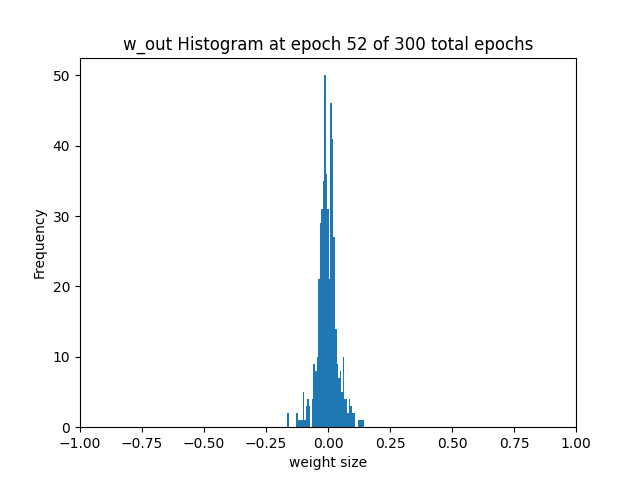 w_out Histogram at epoch 52 of 300 total epochs
Frequency
50
40
30
20
10
0
−1.00 −0.75 −0.50 −0.25 0.00 0.25 0.50 0.75 1.00
weight size